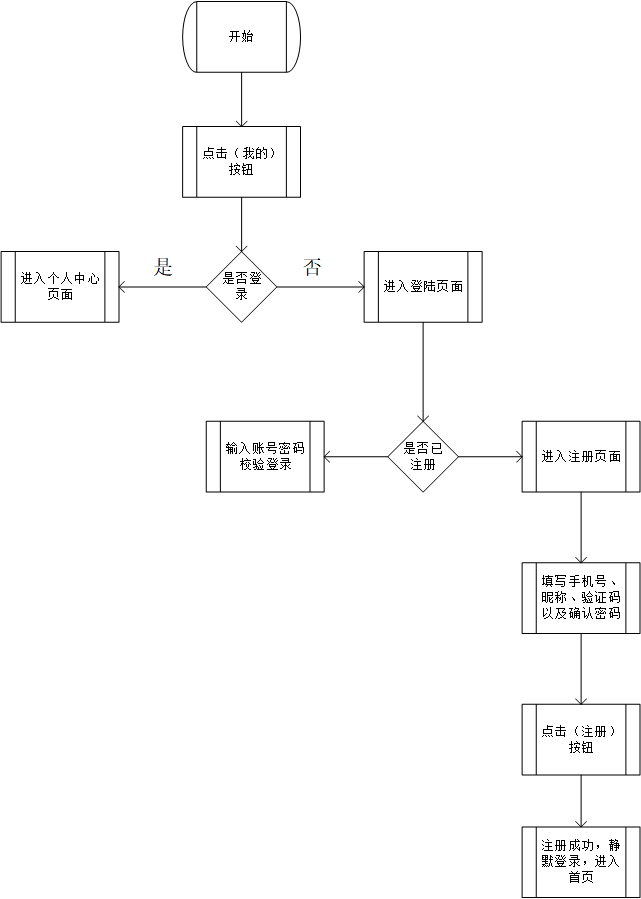 开始
点击（我的）
按钮
是
否
进入个人中心
页面
是否登
录
进入登陆页面
输入账号密码
校验登录
是否已
注册
进入注册页面
填写手机号、
昵称、验证码
以及确认密码
点击（注册）
按钮
注册成功，静
默登录，进入
首页